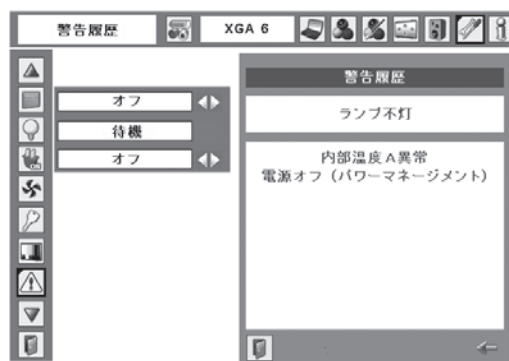 警告履歴
XGA 6
オフ
待機
オフ
ON
警告履歴
ランプ不灯
内部温度A異常
電源オフ（パワーマネージメント）